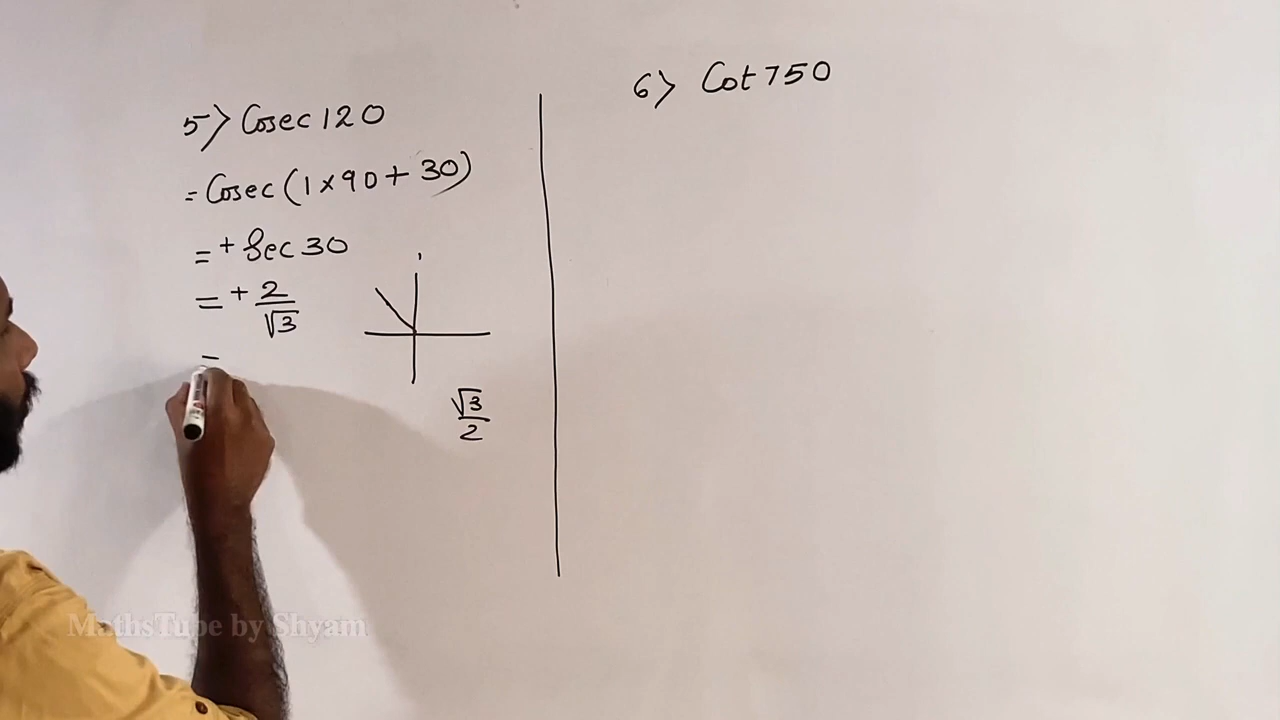 5) Cosec 120
= Cosec (1 × 90 + 30)
= + Sec 30
= + 2/√3
=
√3/2
6) Cot 750
MathsTube by Shyam